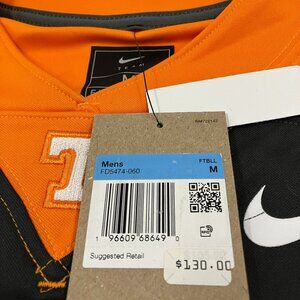 TEAM
M
Mens
FTBLL
FD5474-060
M
1 96609 68649 0
Suggested Retail
$130.00
T